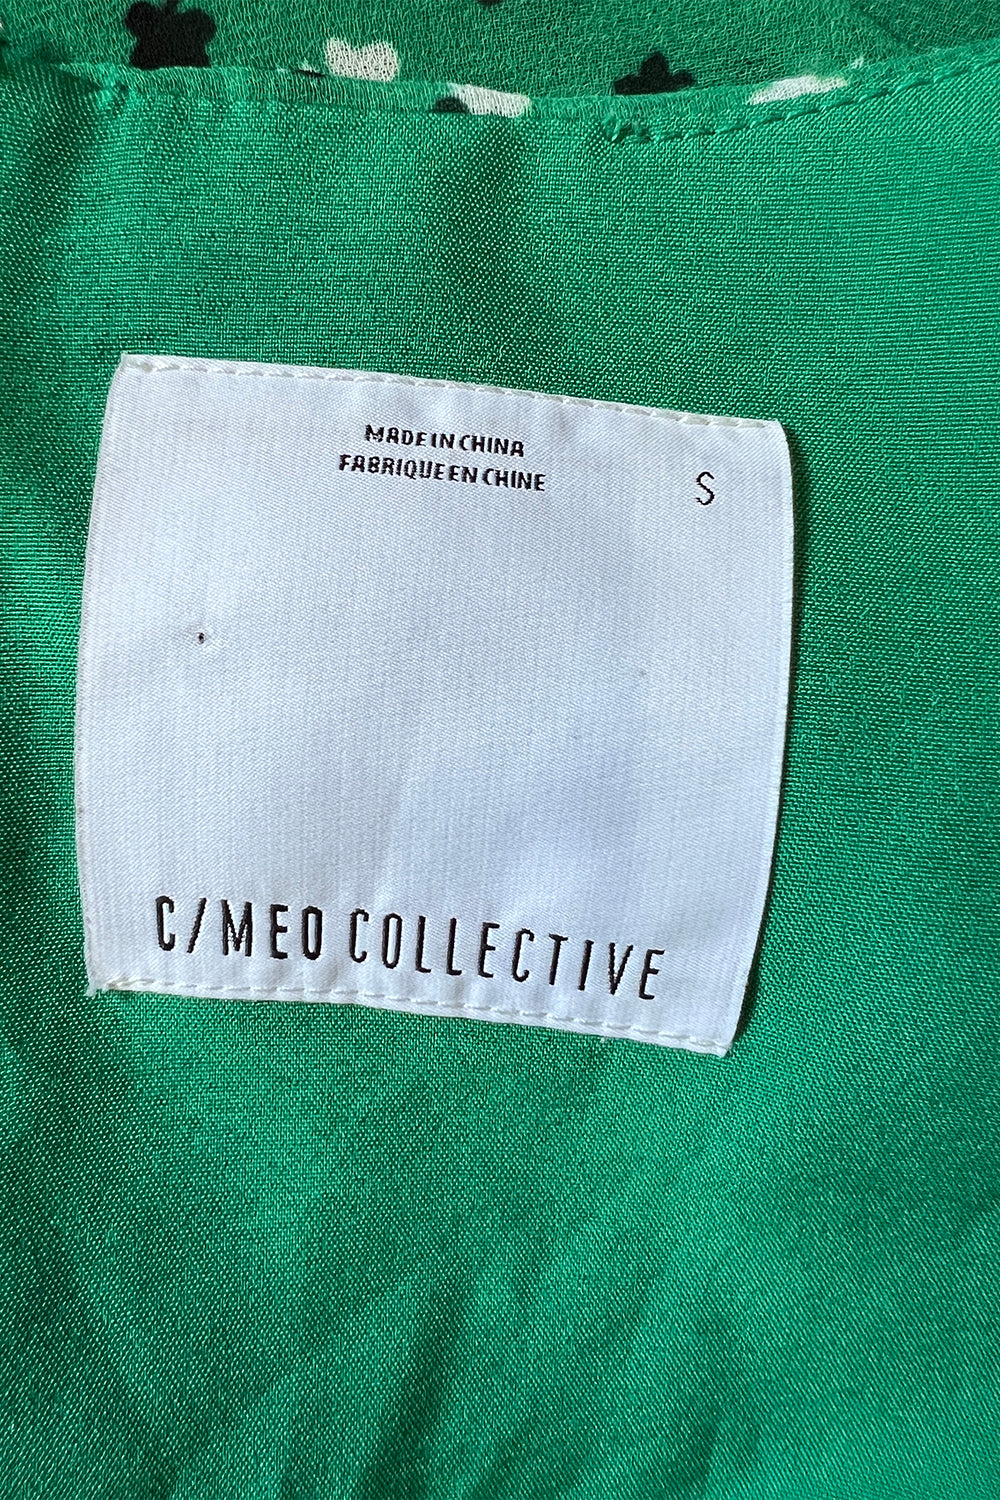 MADE IN CHINA
FABRIQUE EN CHINE
S
C/MEO COLLECTIVE